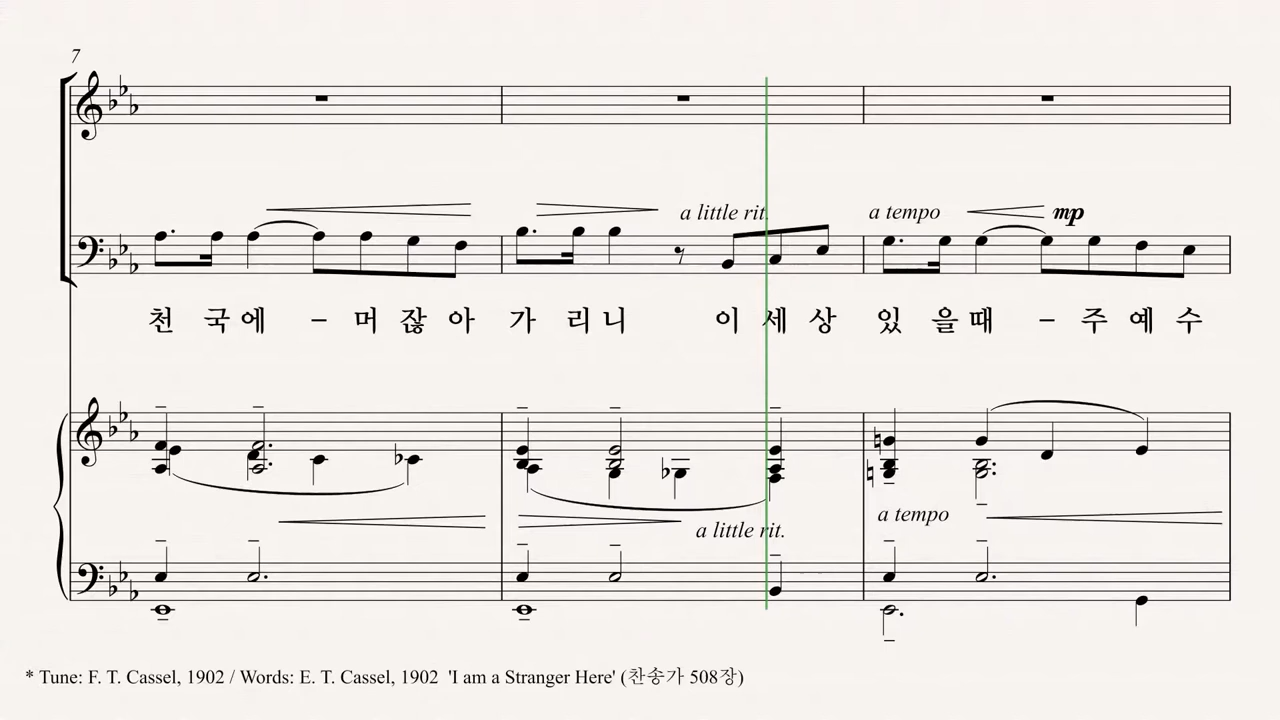 7
a little rit.
a tempo
mp
천 국에 – 머 잖 아 가 리 니 이 세 상 있 을때 – 주 예 수
a little rit.
a tempo
* Tune: F. T. Cassel, 1902 / Words: E. T. Cassel, 1902 'I am a Stranger Here' (찬송가 508장)